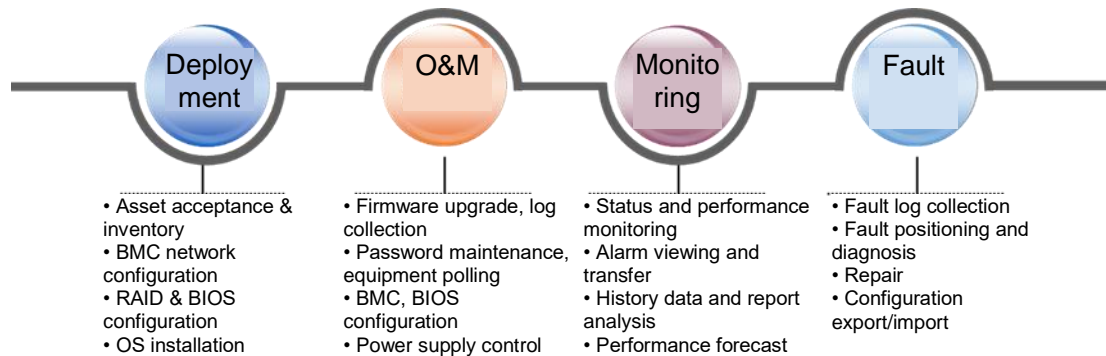 Deploy
ment
O&M
Monito
ring
Fault
• Asset acceptance &
inventory
• BMC network
configuration
• RAID & BIOS
configuration
• OS installation
• Firmware upgrade, log
collection
• Password maintenance,
equipment polling
• BMC, BIOS
configuration
• Power supply control
• Status and performance
monitoring
• Alarm viewing and
transfer
• History data and report
analysis
• Performance forecast
• Fault log collection
• Fault positioning and
diagnosis
• Repair
• Configuration
export/import